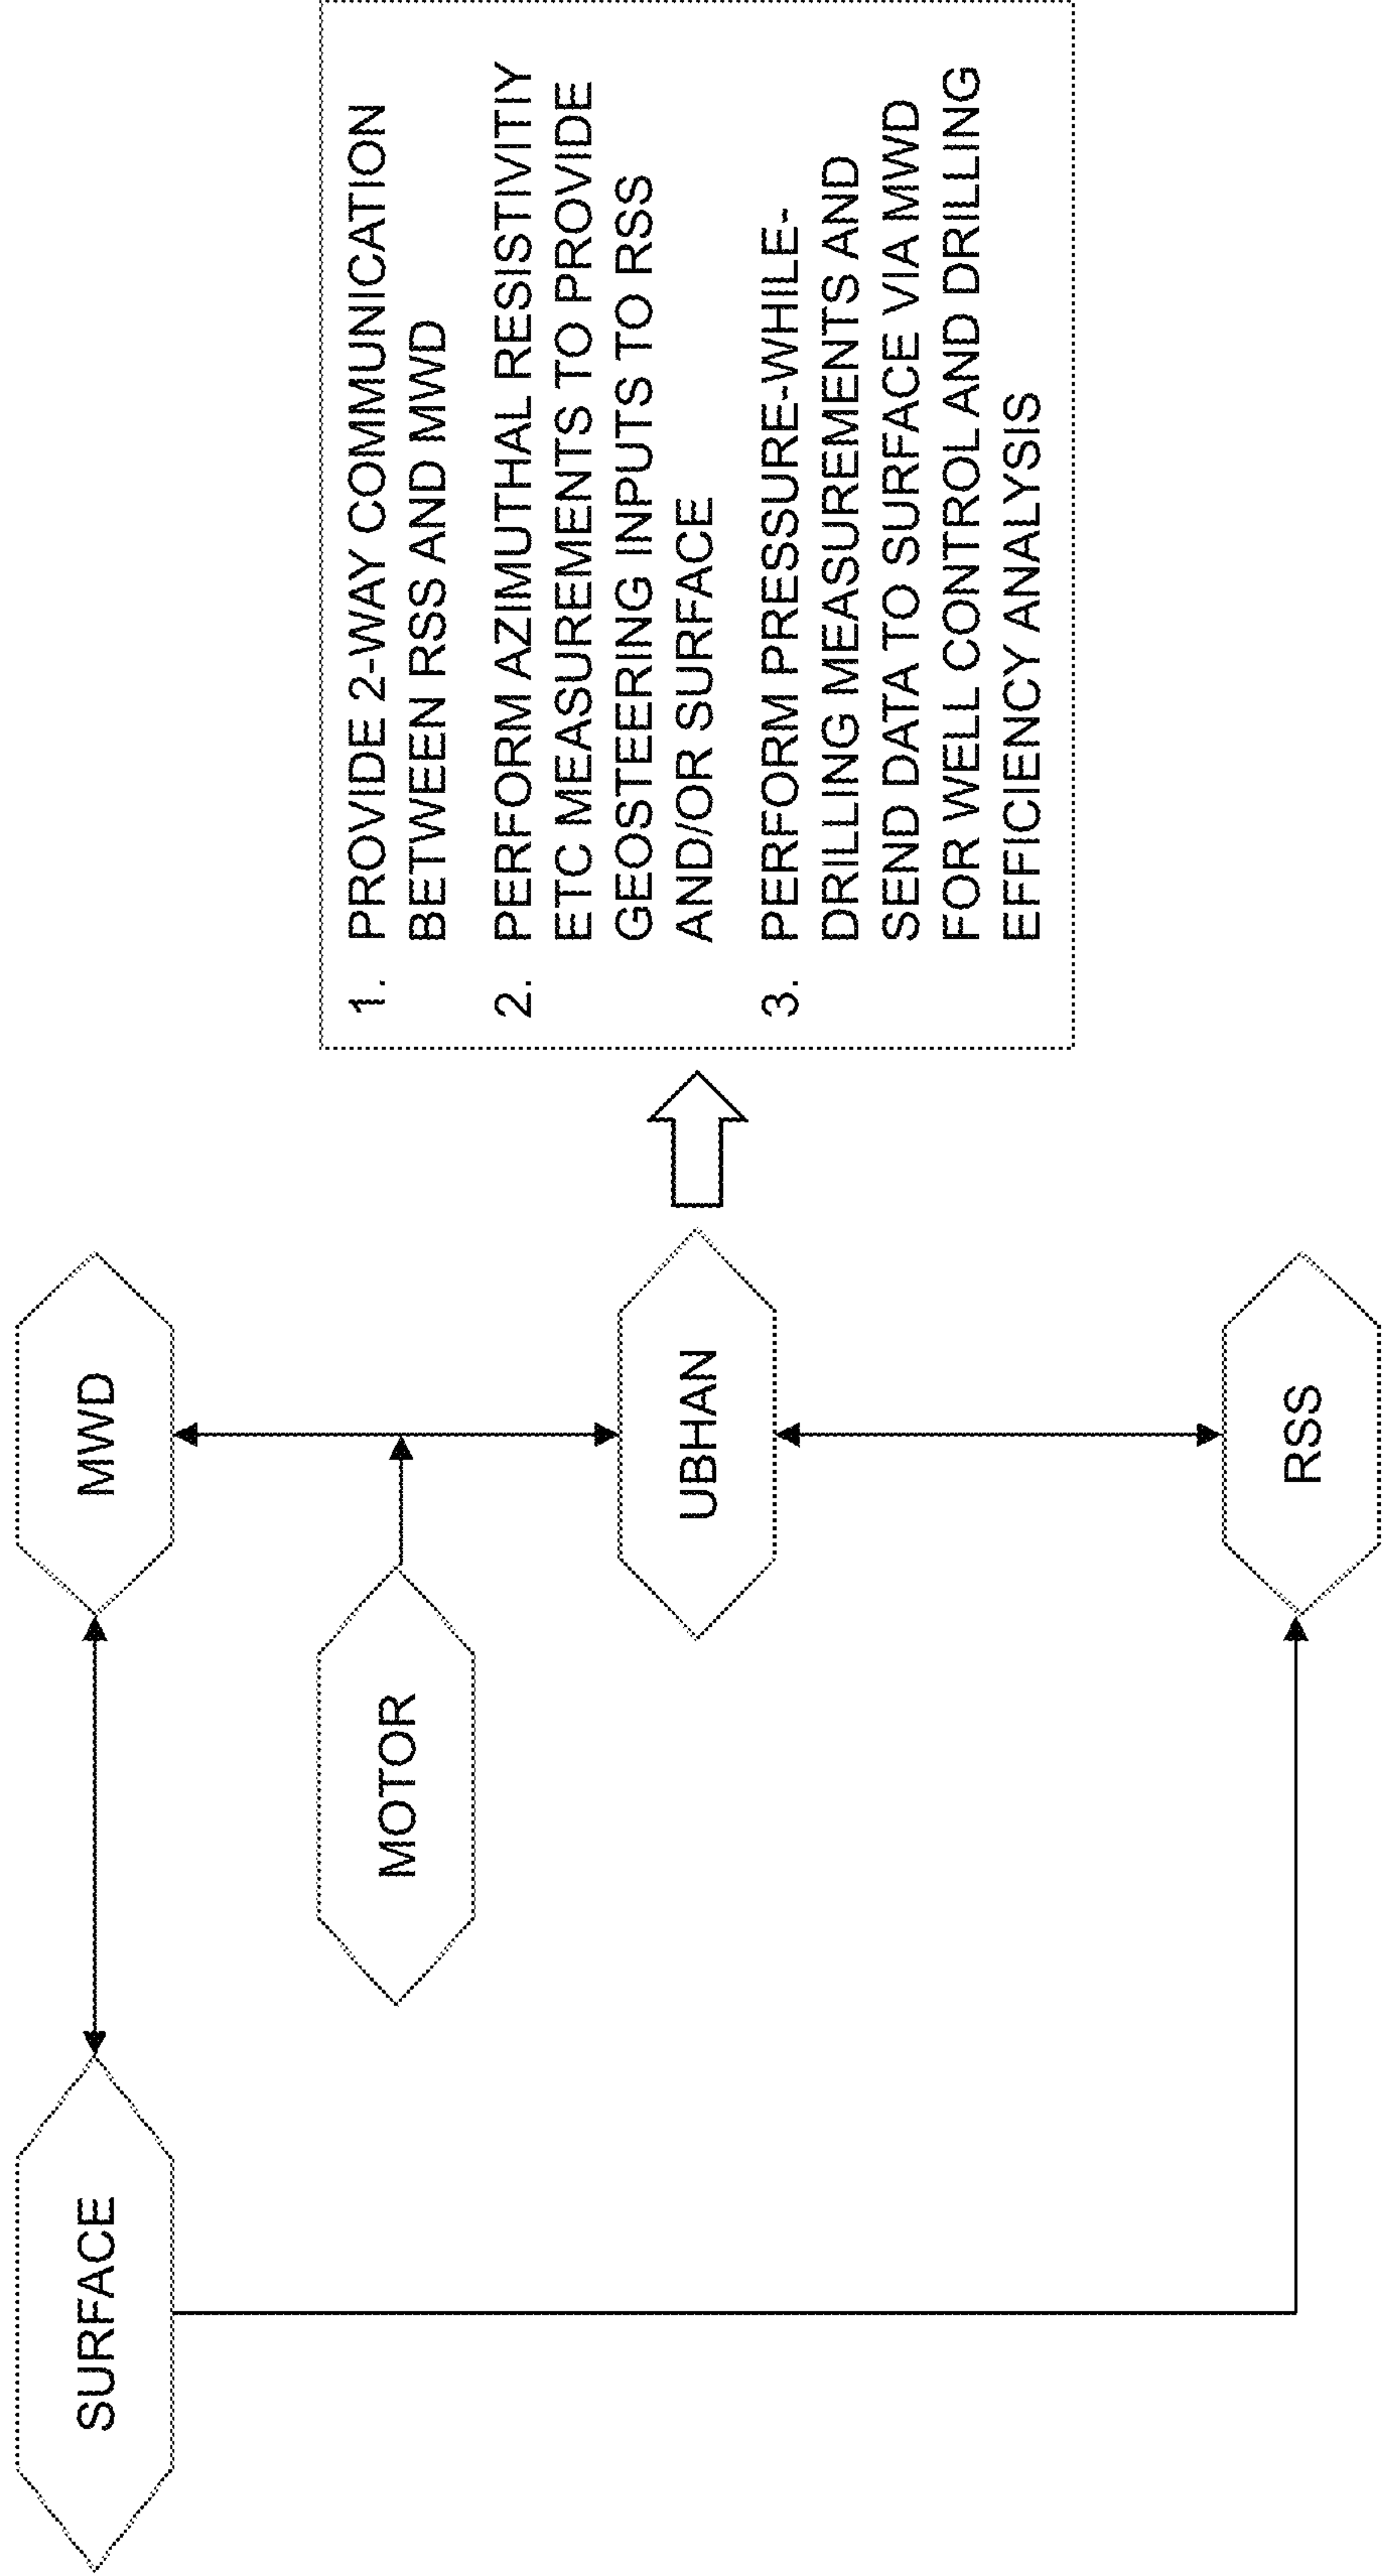 SURFACE
MWD
MOTOR
UBHAN
RSS
1. PROVIDE 2-WAY COMMUNICATION
BETWEEN RSS AND MWD
2. PERFORM AZIMUTHAL RESISTIVITIY
ETC MEASUREMENTS TO PROVIDE
GEOSTEERING INPUTS TO RSS
AND/OR SURFACE
3. PERFORM PRESSURE-WHILE-
DRILLING MEASUREMENTS AND
SEND DATA TO SURFACE VIA MWD
FOR WELL CONTROL AND DRILLING
EFFICIENCY ANALYSIS